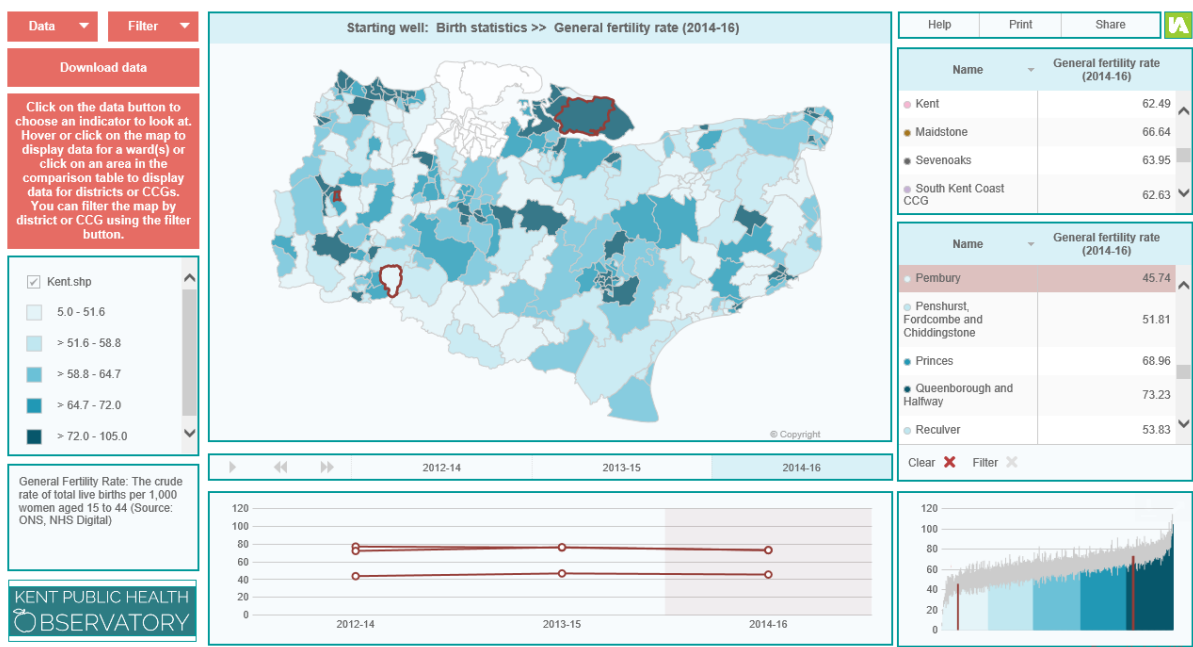 Data
Filter
Download data
Click on the data button to
choose an indicator to look at.
Hover or click on the map to
display data for a ward(s) or
click on an area in the
comparison table to display
data for districts or CCGs.
You can filter the map by
district or CCG using the filter
button.
Kent.shp
5.0 - 51.6
> 51.6 - 58.8
> 58.8 - 64.7
> 64.7 - 72.0
> 72.0 - 105.0
General Fertility Rate: The crude
rate of total live births per 1,000
women aged 15 to 44 (Source:
ONS, NHS Digital)
KENT PUBLIC HEALTH
OBSERVATORY
Starting well: Birth statistics >> General fertility rate (2014-16)
© Copyright
2012-14 2013-15 2014-16
120
100
80
60
40
20
0
2012-14 2013-15 2014-16
Help Print Share
Name General fertility rate
(2014-16)
Kent 62.49
Maidstone 66.64
Sevenoaks 63.95
South Kent Coast
CCG 62.63
Name General fertility rate
(2014-16)
Pembury 45.74
Penshurst,
Fordcombe and 51.81
Chiddingstone
Princes 68.96
Queenborough and
Halfway 73.23
Reculver 53.83
Clear Filter
120
100
80
60
40
20
0